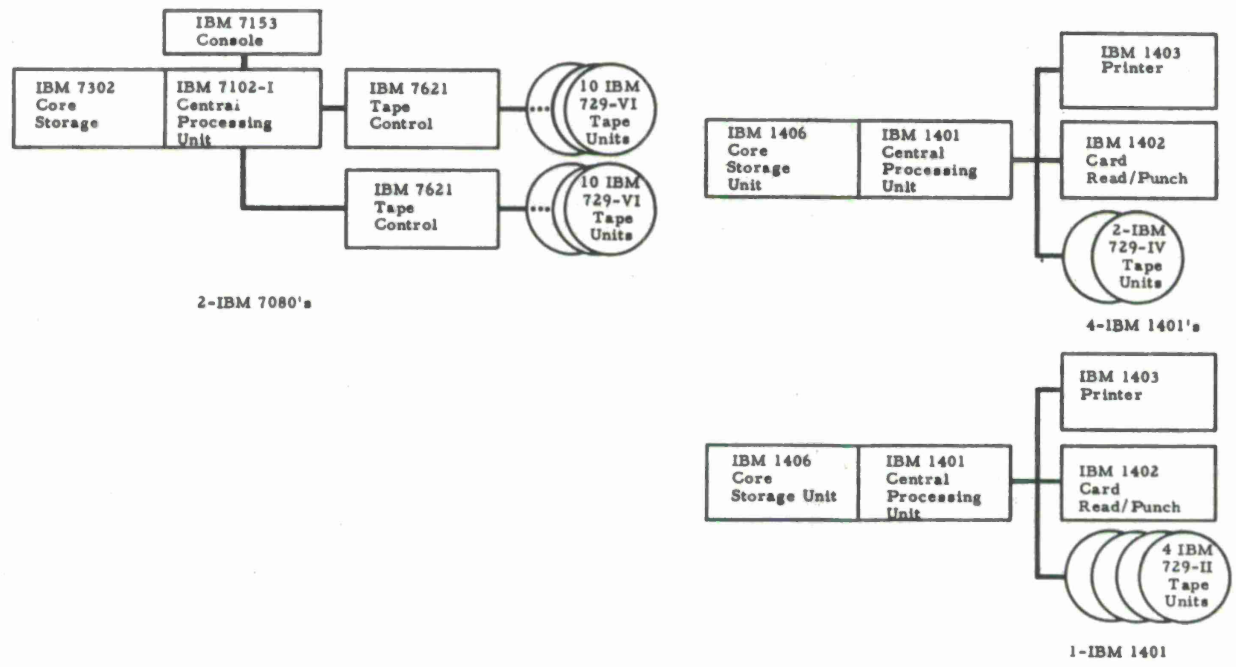 IBM 7153
Console
IBM 7302
Core
Storage
IBM 7102-I
Central
Processing
Unit
IBM 7621
Tape
Control
10 IBM
729-VI
Tape
Units
IBM 7621
Tape
Control
10 IBM
729-VI
Tape
Units
2-IBM 7080's
IBM 1406
Core
Storage
Unit
IBM 1401
Central
Processing
Unit
IBM 1403
Printer
IBM 1402
Card
Read/Punch
2-IBM
729-IV
Tape
Units
4-IBM 1401's
IBM 1406
Core
Storage Unit
IBM 1401
Central
Processing
Unit
IBM 1403
Printer
IBM 1402
Card
Read/Punch
4 IBM
729-II
Tape
Units
1-IBM 1401